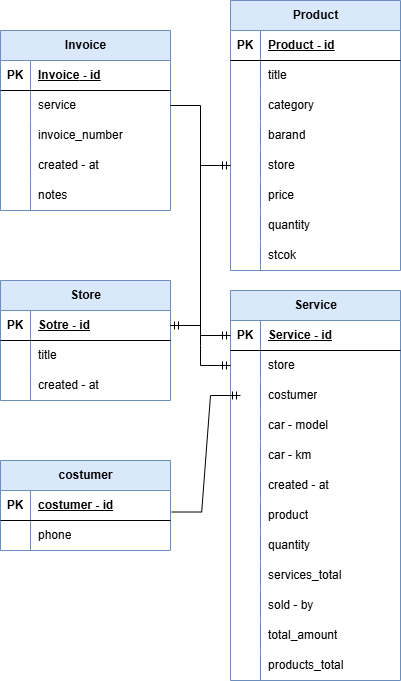 Invoice
PK Invoice - id
service
invoice_number
created - at
notes
Product
PK Product - id
title
category
barand
store
price
quantity
stcok
Store
PK Sotre - id
title
created - at
Service
PK Service - id
store
costumer
car - model
car - km
created - at
product
quantity
services_total
sold - by
total_amount
products_total
costumer
PK costumer - id
phone